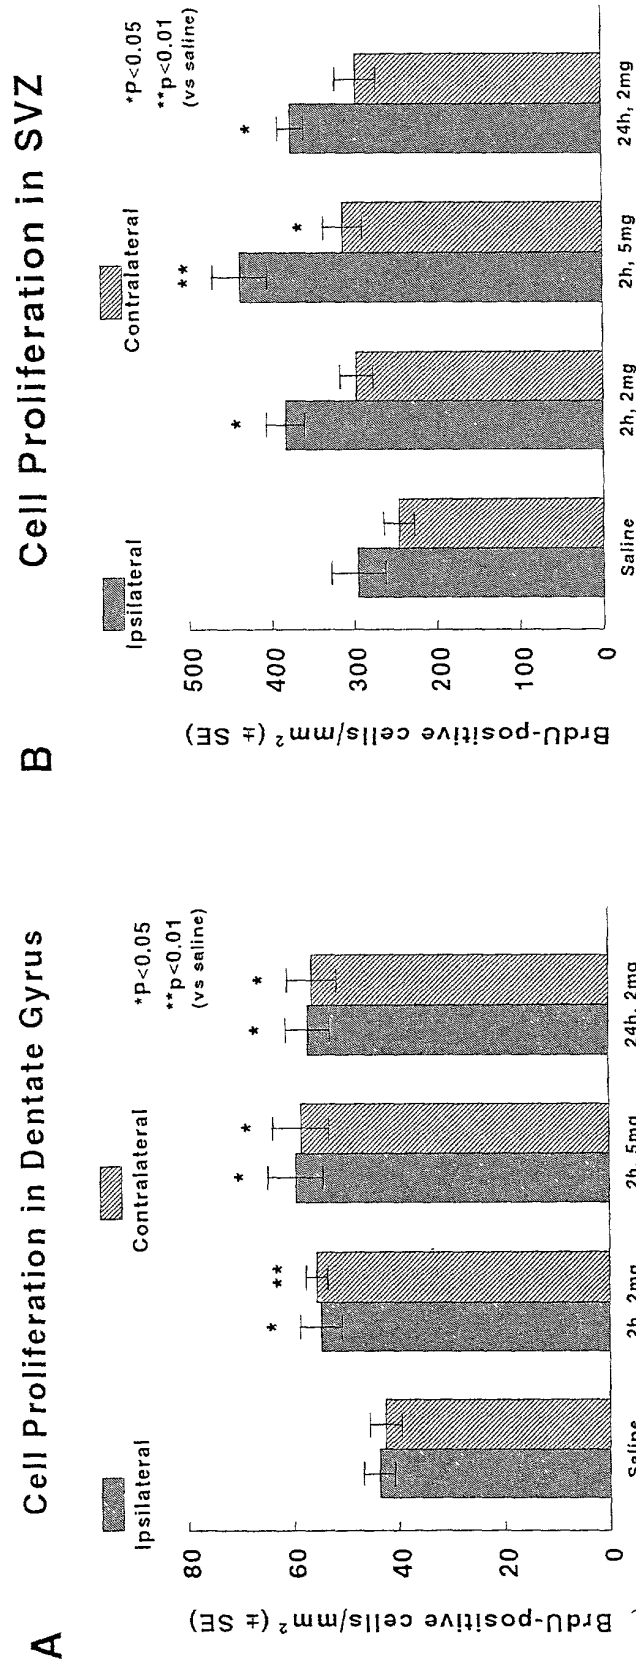 A
Cell Proliferation in Dentate Gyrus
Ipsilateral
Contralateral
*P<0.05
**p<0.01
(vs saline)
BrdU-positive cells/mm² (± SE)
80
60
40
20
0
Saline
2h, 2mg
2h, 5mg
24h, 2mg
*
**
*
*
*
*
B
Cell Proliferation in SVZ
Ipsilateral
Contralateral
*P<0.05
**p<0.01
(vs saline)
BrdU-positive cells/mm² (± SE)
500
400
300
200
100
0
Saline
2h, 2mg
2h, 5mg
24h, 2mg
*
**
*
*